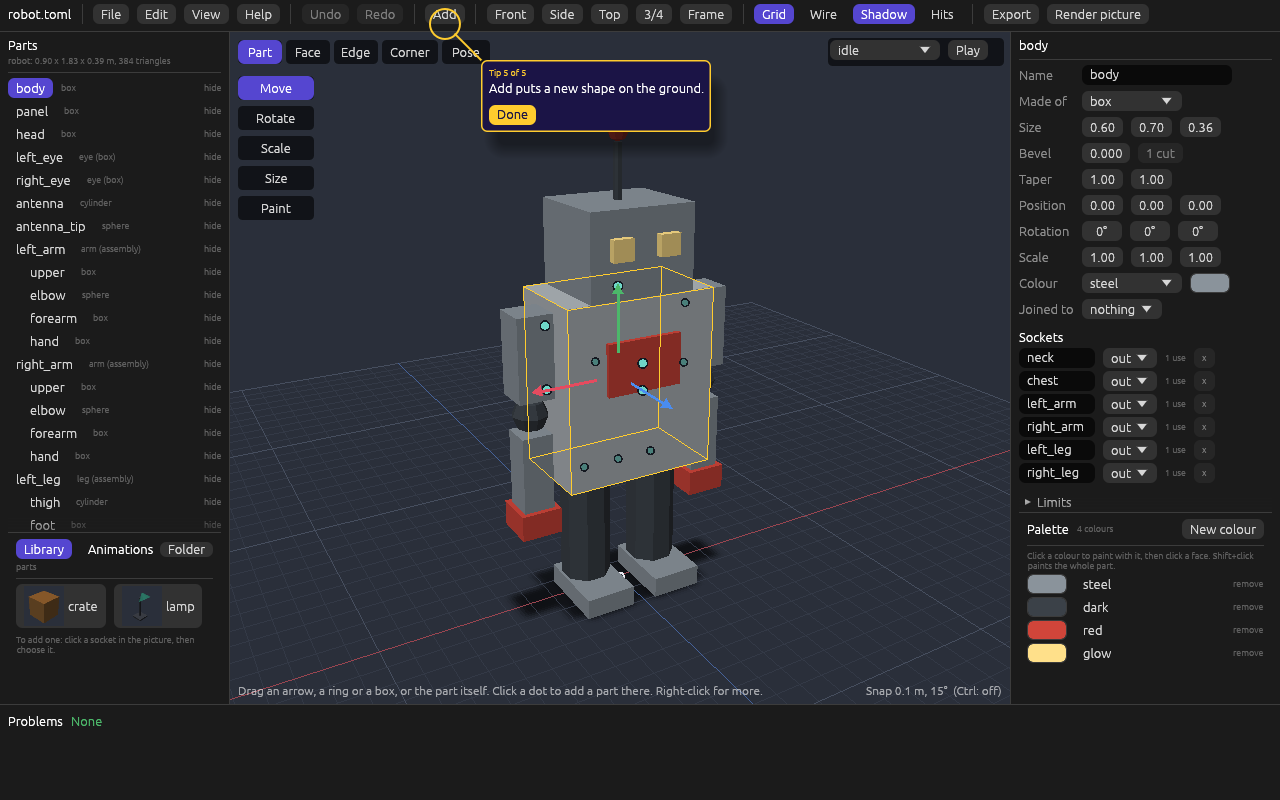 robot.toml File Edit View Help Undo Redo Add Front Side Top 3/4 Frame Grid Wire Shadow Hits Export Render picture
Parts
robot: 0.90 x 1.83 x 0.39 m, 384 triangles
body box hide
panel box hide
head box hide
left_eye eye (box) hide
right_eye eye (box) hide
antenna cylinder hide
antenna_tip sphere hide
left_arm arm (assembly) hide
upper box hide
elbow sphere hide
forearm box hide
hand box hide
right_arm arm (assembly) hide
upper box hide
elbow sphere hide
forearm box hide
hand box hide
left_leg leg (assembly) hide
thigh cylinder hide
foot box hide
Library Animations Folder
parts
crate lamp
To add one: click a socket in the picture, then
choose it.
Part Face Edge Corner Pose
Move
Rotate
Scale
Size
Paint
Tip 5 of 5
Add puts a new shape on the ground.
Done
idle Play
Drag an arrow, a ring or a box, or the part itself. Click a dot to add a part there. Right-click for more.
Snap 0.1 m, 15° (Ctrl: off)
body
Name body
Made of box
Size 0.60 0.70 0.36
Bevel 0.000 1 cut
Taper 1.00 1.00
Position 0.00 0.00 0.00
Rotation 0° 0° 0°
Scale 1.00 1.00 1.00
Colour steel
Joined to nothing
Sockets
neck out 1 use x
chest out 1 use x
left_arm out 1 use x
right_arm out 1 use x
left_leg out 1 use x
right_leg out 1 use x
Limits
Palette 4 colours New colour
Click a colour to paint with it, then click a face. Shift+click
paints the whole part.
steel remove
dark remove
red remove
glow remove
Problems None